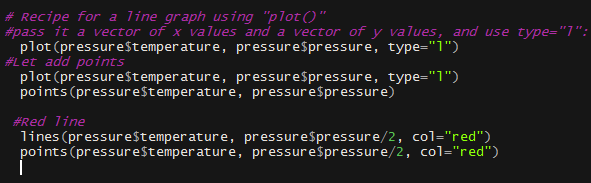 # Recipe for a line graph using "plot()"
#pass it a vector of x values and a vector of y values, and use type="l":
plot(pressure$temperature, pressure$pressure, type="l")
#Let add points
plot(pressure$temperature, pressure$pressure, type="l")
points(pressure$temperature, pressure$pressure)
#Red line
lines(pressure$temperature, pressure$pressure/2, col="red")
points(pressure$temperature, pressure$pressure/2, col="red")